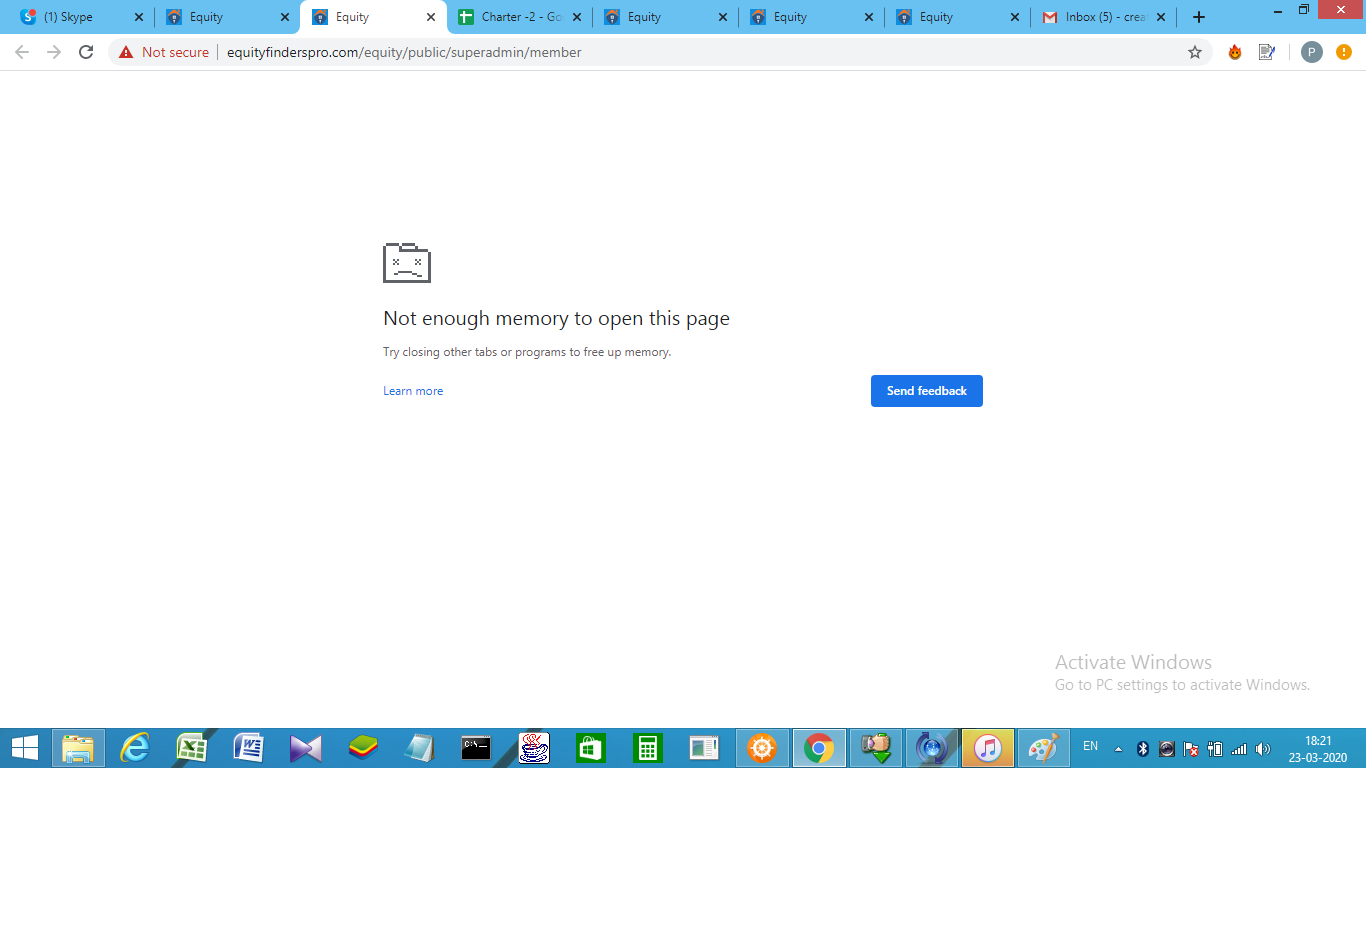 (1) Skype
Equity
Equity
Charter -2 - Go
Equity
Equity
Equity
Inbox (5) - crea
Not secure
equityfinderspro.com/equity/public/superadmin/member
P
Not enough memory to open this page
Try closing other tabs or programs to free up memory.
Learn more
Send feedback
Activate Windows
Go to PC settings to activate Windows.
C:\
EN
18:21
23-03-2020